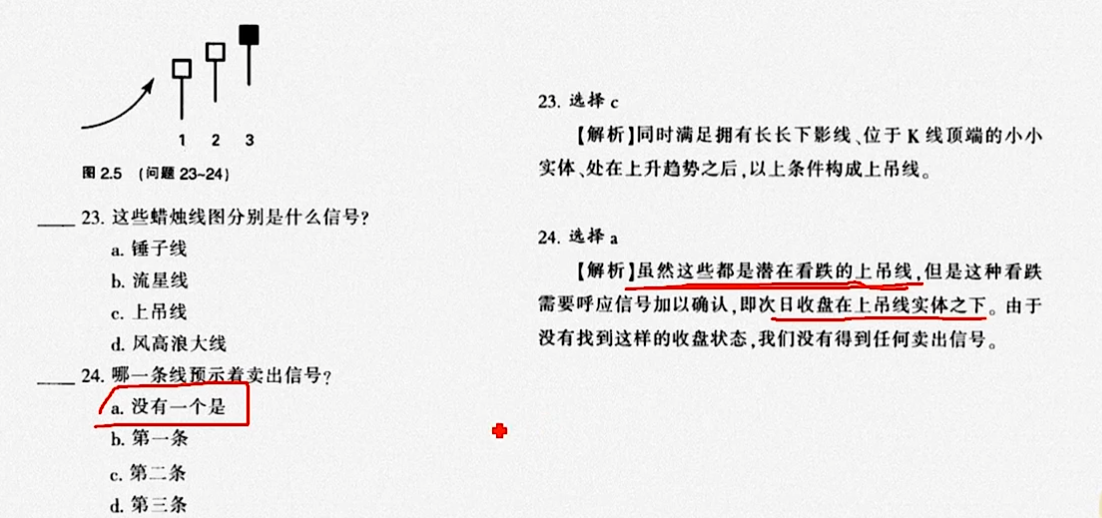 1 2 3
图 2.5 （问题 23~24）
____ 23. 这些蜡烛线图分别是什么信号?
a. 锤子线
b. 流星线
c. 上吊线
d. 风高浪大线
____ 24. 哪一条线预示着卖出信号?
a. 没有一个是
b. 第一条
c. 第二条
d. 第三条
23. 选择 c
【解析】同时满足拥有长长下影线、位于 K 线顶端的小小
实体、处在上升趋势之后,以上条件构成上吊线。
24. 选择 a
【解析】虽然这些都是潜在看跌的上吊线,但是这种看跌
需要呼应信号加以确认,即次日收盘在上吊线实体之下。由于
没有找到这样的收盘状态,我们没有得到任何卖出信号。